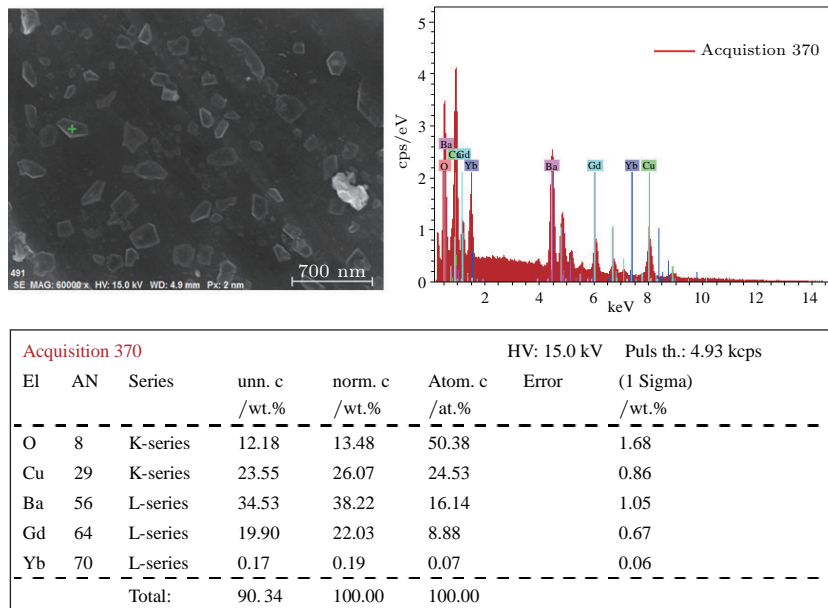 491
SE MAG: 60000 x HV: 15.0 kV WD: 4.9 mm Px: 2 nm
700 nm
cps/eV
5
4
3
2
1
0
Acquistion 370
Ba
Cu Gd
O Yb
Ba
Gd
Yb
Cu
2 4 6 8 10 12 14
keV
Acquisition 370 HV: 15.0 kV Puls th.: 4.93 kcps
El AN Series unn. c norm. c Atom. c Error (1 Sigma)
/wt.% /wt.% /at.% /wt.%
O 8 K-series 12.18 13.48 50.38 1.68
Cu 29 K-series 23.55 26.07 24.53 0.86
Ba 56 L-series 34.53 38.22 16.14 1.05
Gd 64 L-series 19.90 22.03 8.88 0.67
Yb 70 L-series 0.17 0.19 0.07 0.06
Total: 90.34 100.00 100.00